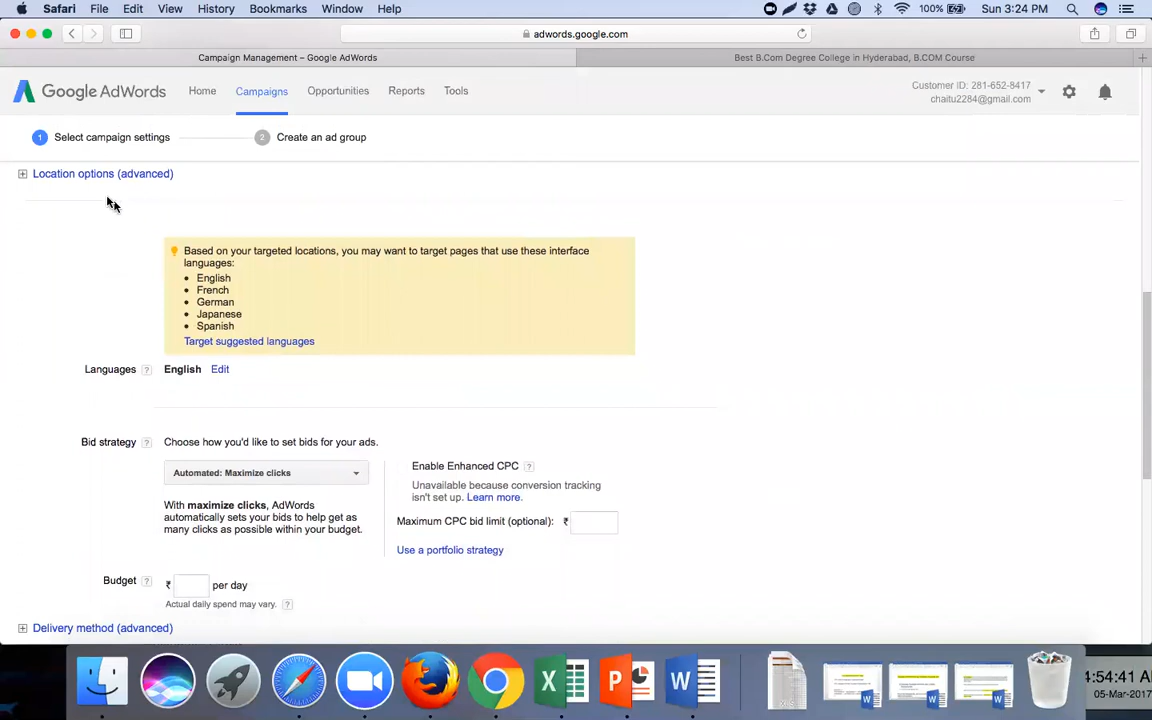 Safari File Edit View History Bookmarks Window Help 100% Sun 3:24 PM
adwords.google.com
Campaign Management – Google AdWords Best B.Com Degree College in Hyderabad, B.COM Course
Google AdWords Home Campaigns Opportunities Reports Tools
Customer ID: 281-652-8417
chaitu2284@gmail.com
1 Select campaign settings 2 Create an ad group
Location options (advanced)
Based on your targeted locations, you may want to target pages that use these interface
languages:
• English
• French
• German
• Japanese
• Spanish
Target suggested languages
Languages ? English Edit
Bid strategy ? Choose how you'd like to set bids for your ads.
Automated: Maximize clicks
With maximize clicks, AdWords
automatically sets your bids to help get as
many clicks as possible within your budget.
Enable Enhanced CPC ?
Unavailable because conversion tracking
isn't set up. Learn more.
Maximum CPC bid limit (optional): ₹
Use a portfolio strategy
Budget ? ₹ per day
Actual daily spend may vary. ?
Delivery method (advanced)
X P W
4:54:41 A
05-Mar-2017